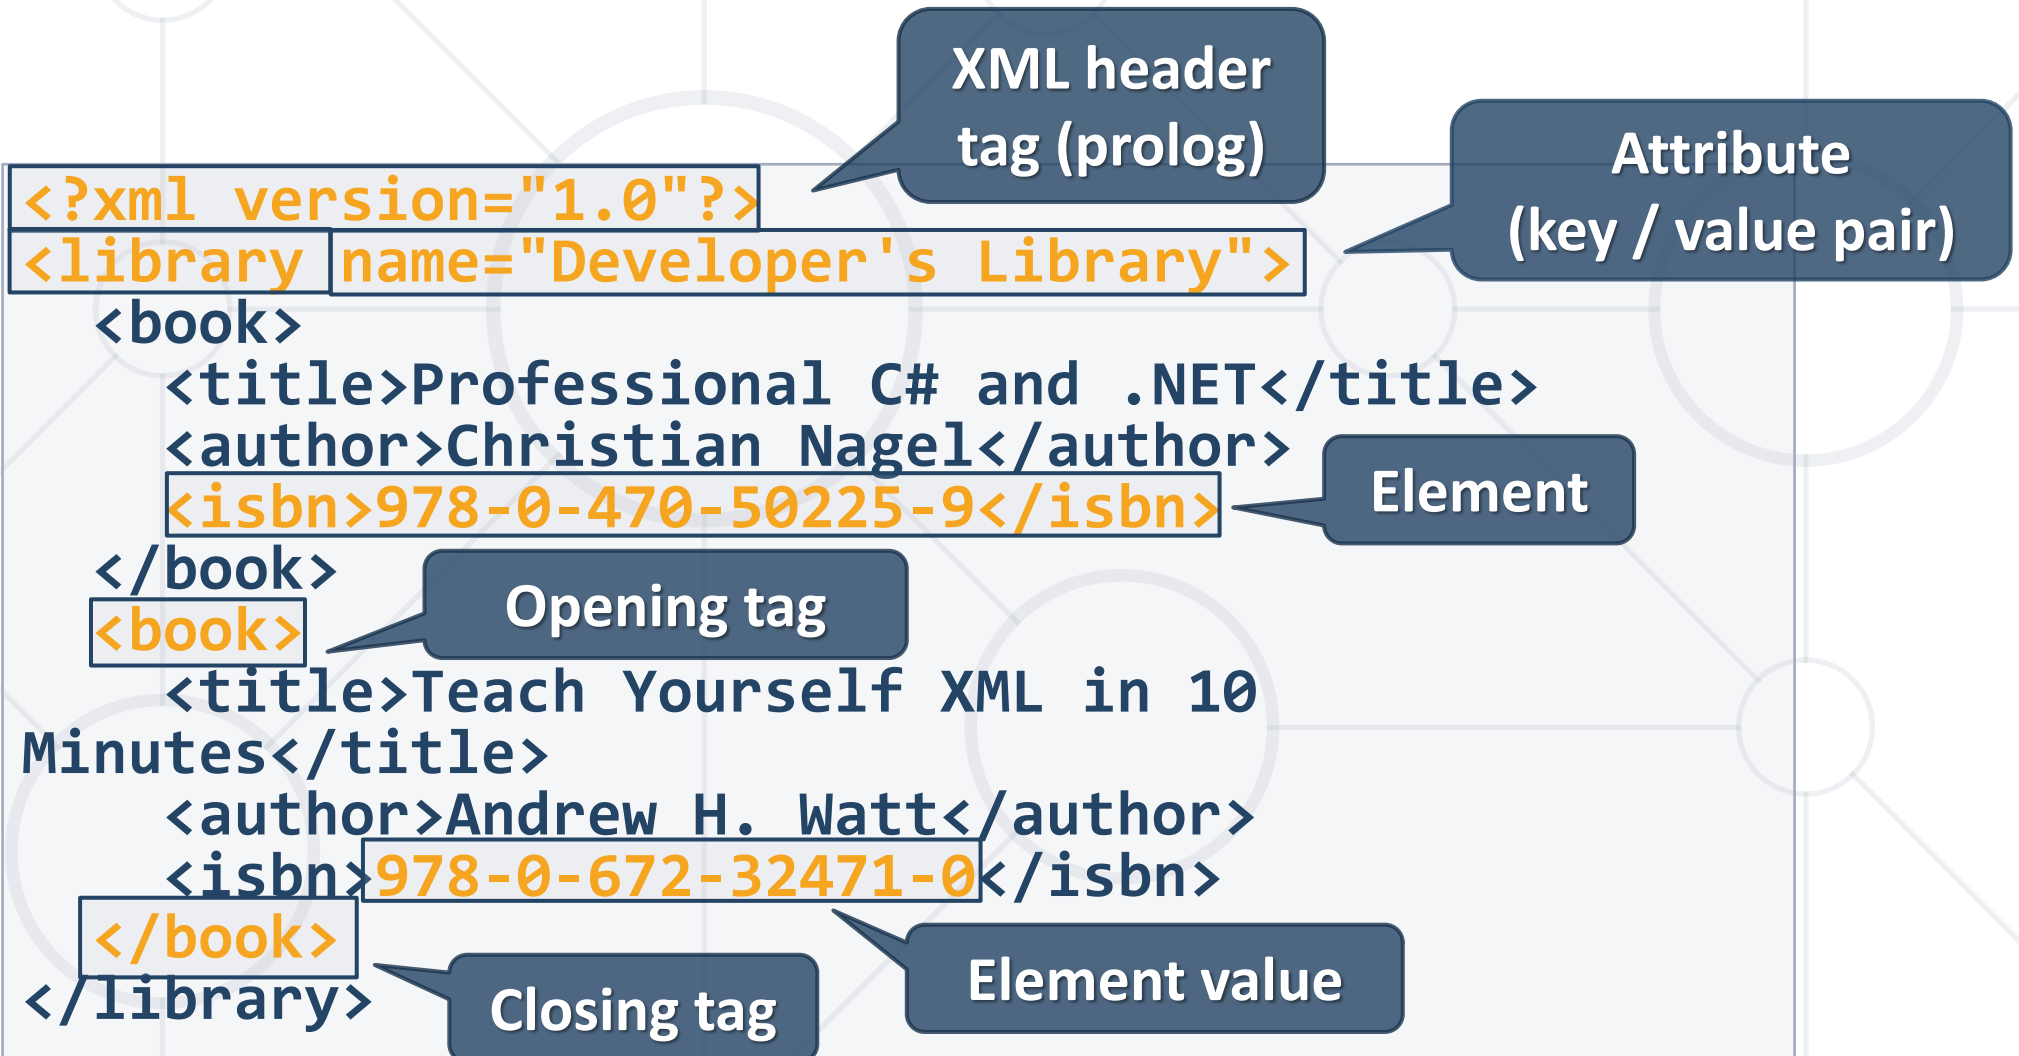 XML header
tag (prolog)
Attribute
(key / value pair)
<?xml version="1.0"?>
<library name="Developer's Library">
<book>
<title>Professional C# and .NET</title>
<author>Christian Nagel</author>
<isbn>978-0-470-50225-9</isbn>
Element
</book>
Opening tag
<book>
<title>Teach Yourself XML in 10
Minutes</title>
<author>Andrew H. Watt</author>
<isbn>978-0-672-32471-0</isbn>
</book>
Element value
</library>
Closing tag